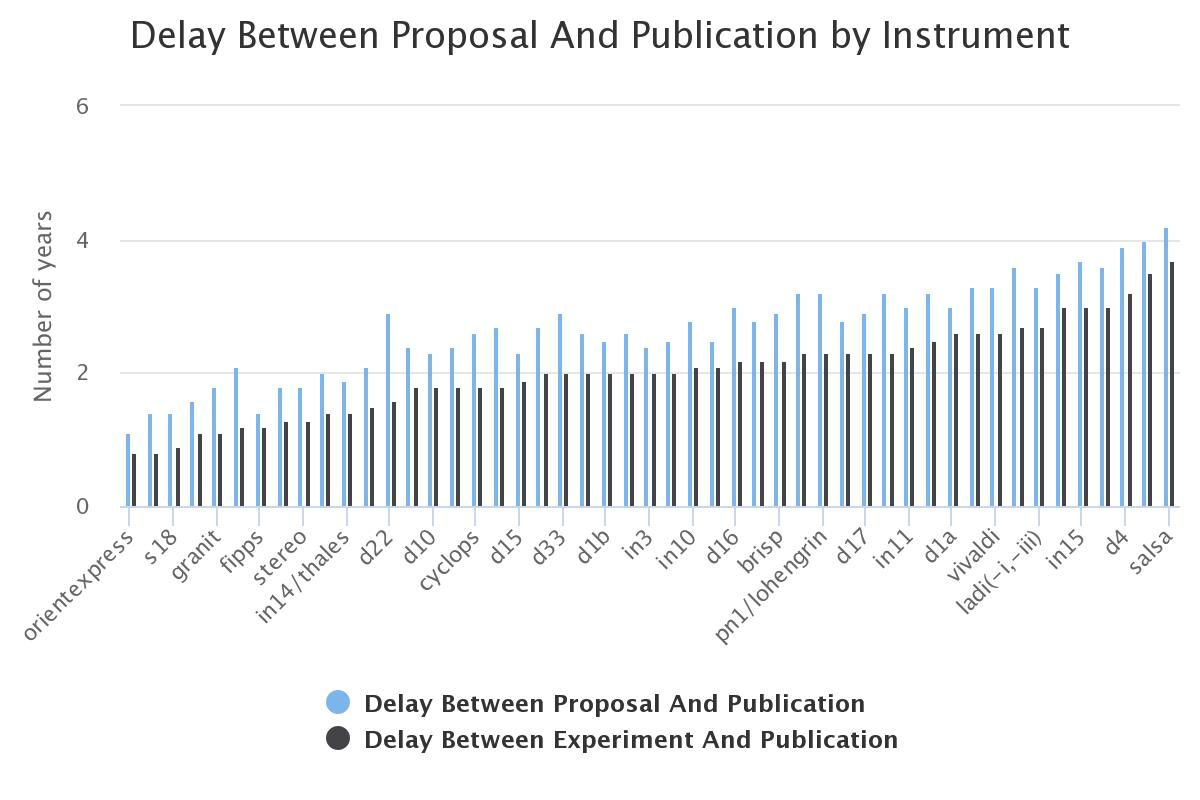 Delay Between Proposal And Publication by Instrument
Number of years
6
4
2
0
orientexpress
s18
granit
fipps
stereo
in14/thales
d22
d10
cyclops
d15
d33
d1b
in3
in10
d16
brisp
pn1/lohengrin
d17
in11
d1a
vivaldi
ladi(-i,-iii)
in15
d4
salsa
Delay Between Proposal And Publication
Delay Between Experiment And Publication